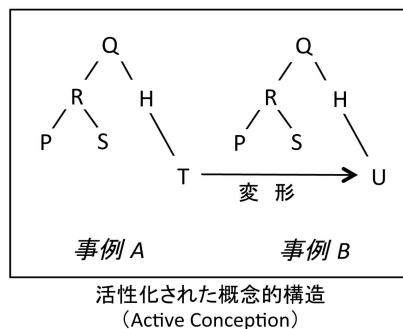 Q Q
R H R H
P S P S
T U
変 形
事例 A 事例 B
活性化された概念的構造
(Active Conception)